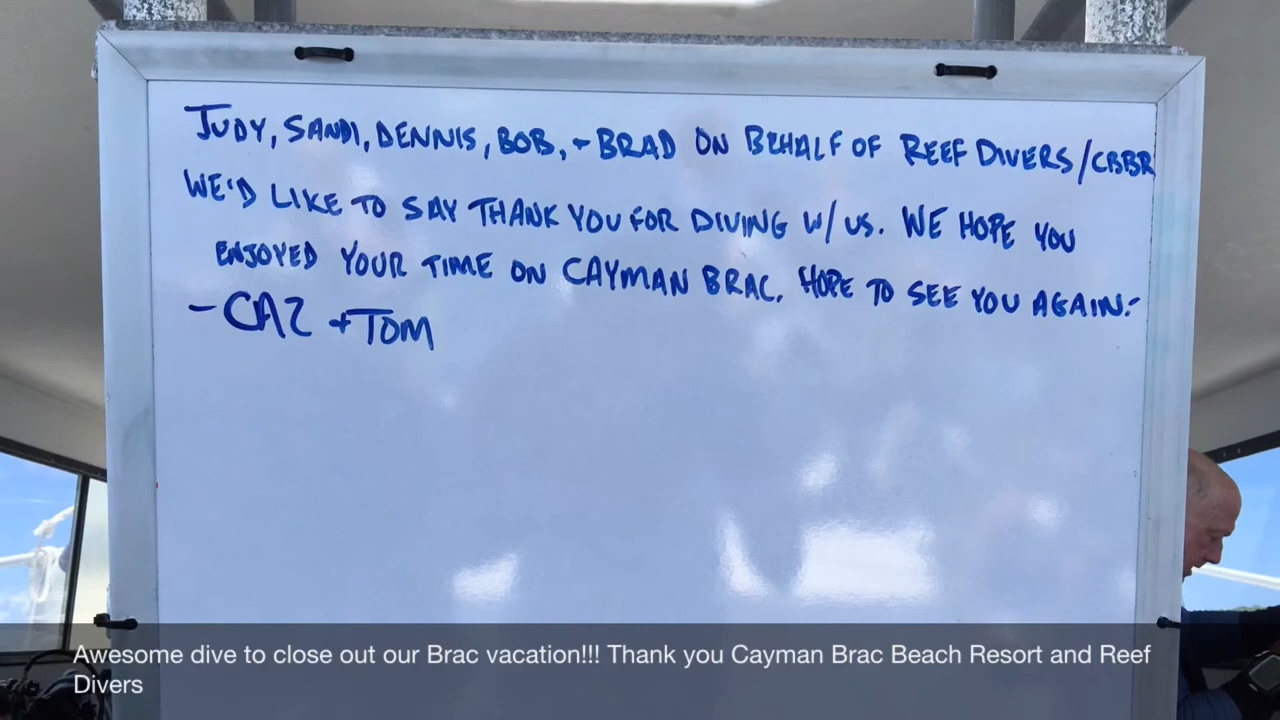 JUDY, SANDI, DENNIS, BOB, + BRAD ON BEHALF OF REEF DIVERS/CBBR
WE'D LIKE TO SAY THANK YOU FOR DIVING W/ US. WE HOPE YOU
ENJOYED YOUR TIME ON CAYMAN BRAC. HOPE TO SEE YOU AGAIN.-
- CAZ + TOM
Awesome dive to close out our Brac vacation!!! Thank you Cayman Brac Beach Resort and Reef
Divers